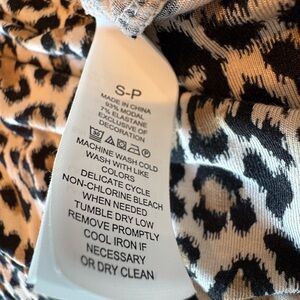 S-P
MADE IN CHINA
93% MODAL
7% ELASTANE
EXCLUSIVE OF
DECORATION
MACHINE WASH COLD
WASH WITH LIKE
COLORS
DELICATE CYCLE
NON-CHLORINE BLEACH
WHEN NEEDED
TUMBLE DRY LOW
REMOVE PROMPTLY
COOL IRON IF
NECESSARY
OR DRY CLEAN